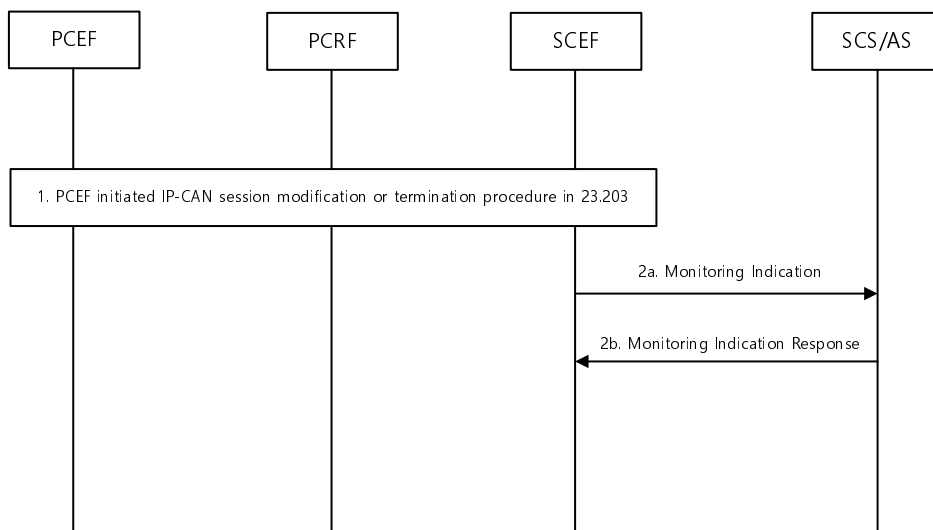 PCEF
PCRF
SCEF
SCS/AS
1. PCEF initiated IP-CAN session modification or termination procedure in 23.203
2a. Monitoring Indication
2b. Monitoring Indication Response